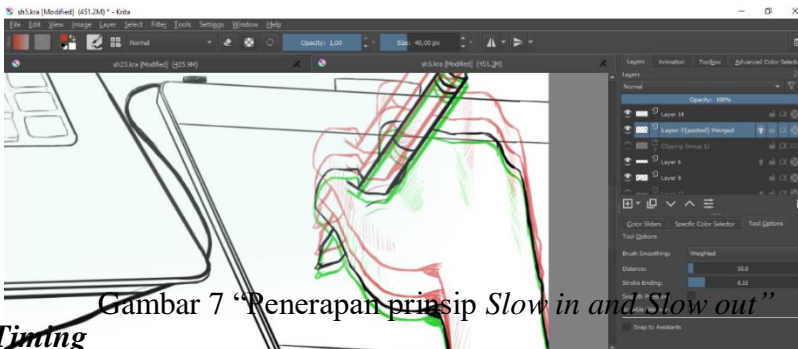 sh5.kra [Modified] (451.2M) * - Krita
File Edit View Image Layer Select Filter Tools Settings Window Help
Normal Opacity: 1,00 Size: 40,00 px
sh23.kra [Modified] (425.9M) sh5.kra [Modified] (451.2M)
Layers Animation Toolbox Advanced Color Selector
Layers
Normal
Opacity: 100%
Layer 14
Layer 7[pasted] Merged
Clipping Group 12
Layer 6
Layer 9
Color Sliders Specific Color Selector Tool Options
Tool Options
Brush Smoothing: Weighted
Distance: 50,0
Stroke Ending: 0,15
Snap to Assistants
Gambar 7 “Penerapan prinsip Slow in and Slow out”
Timing